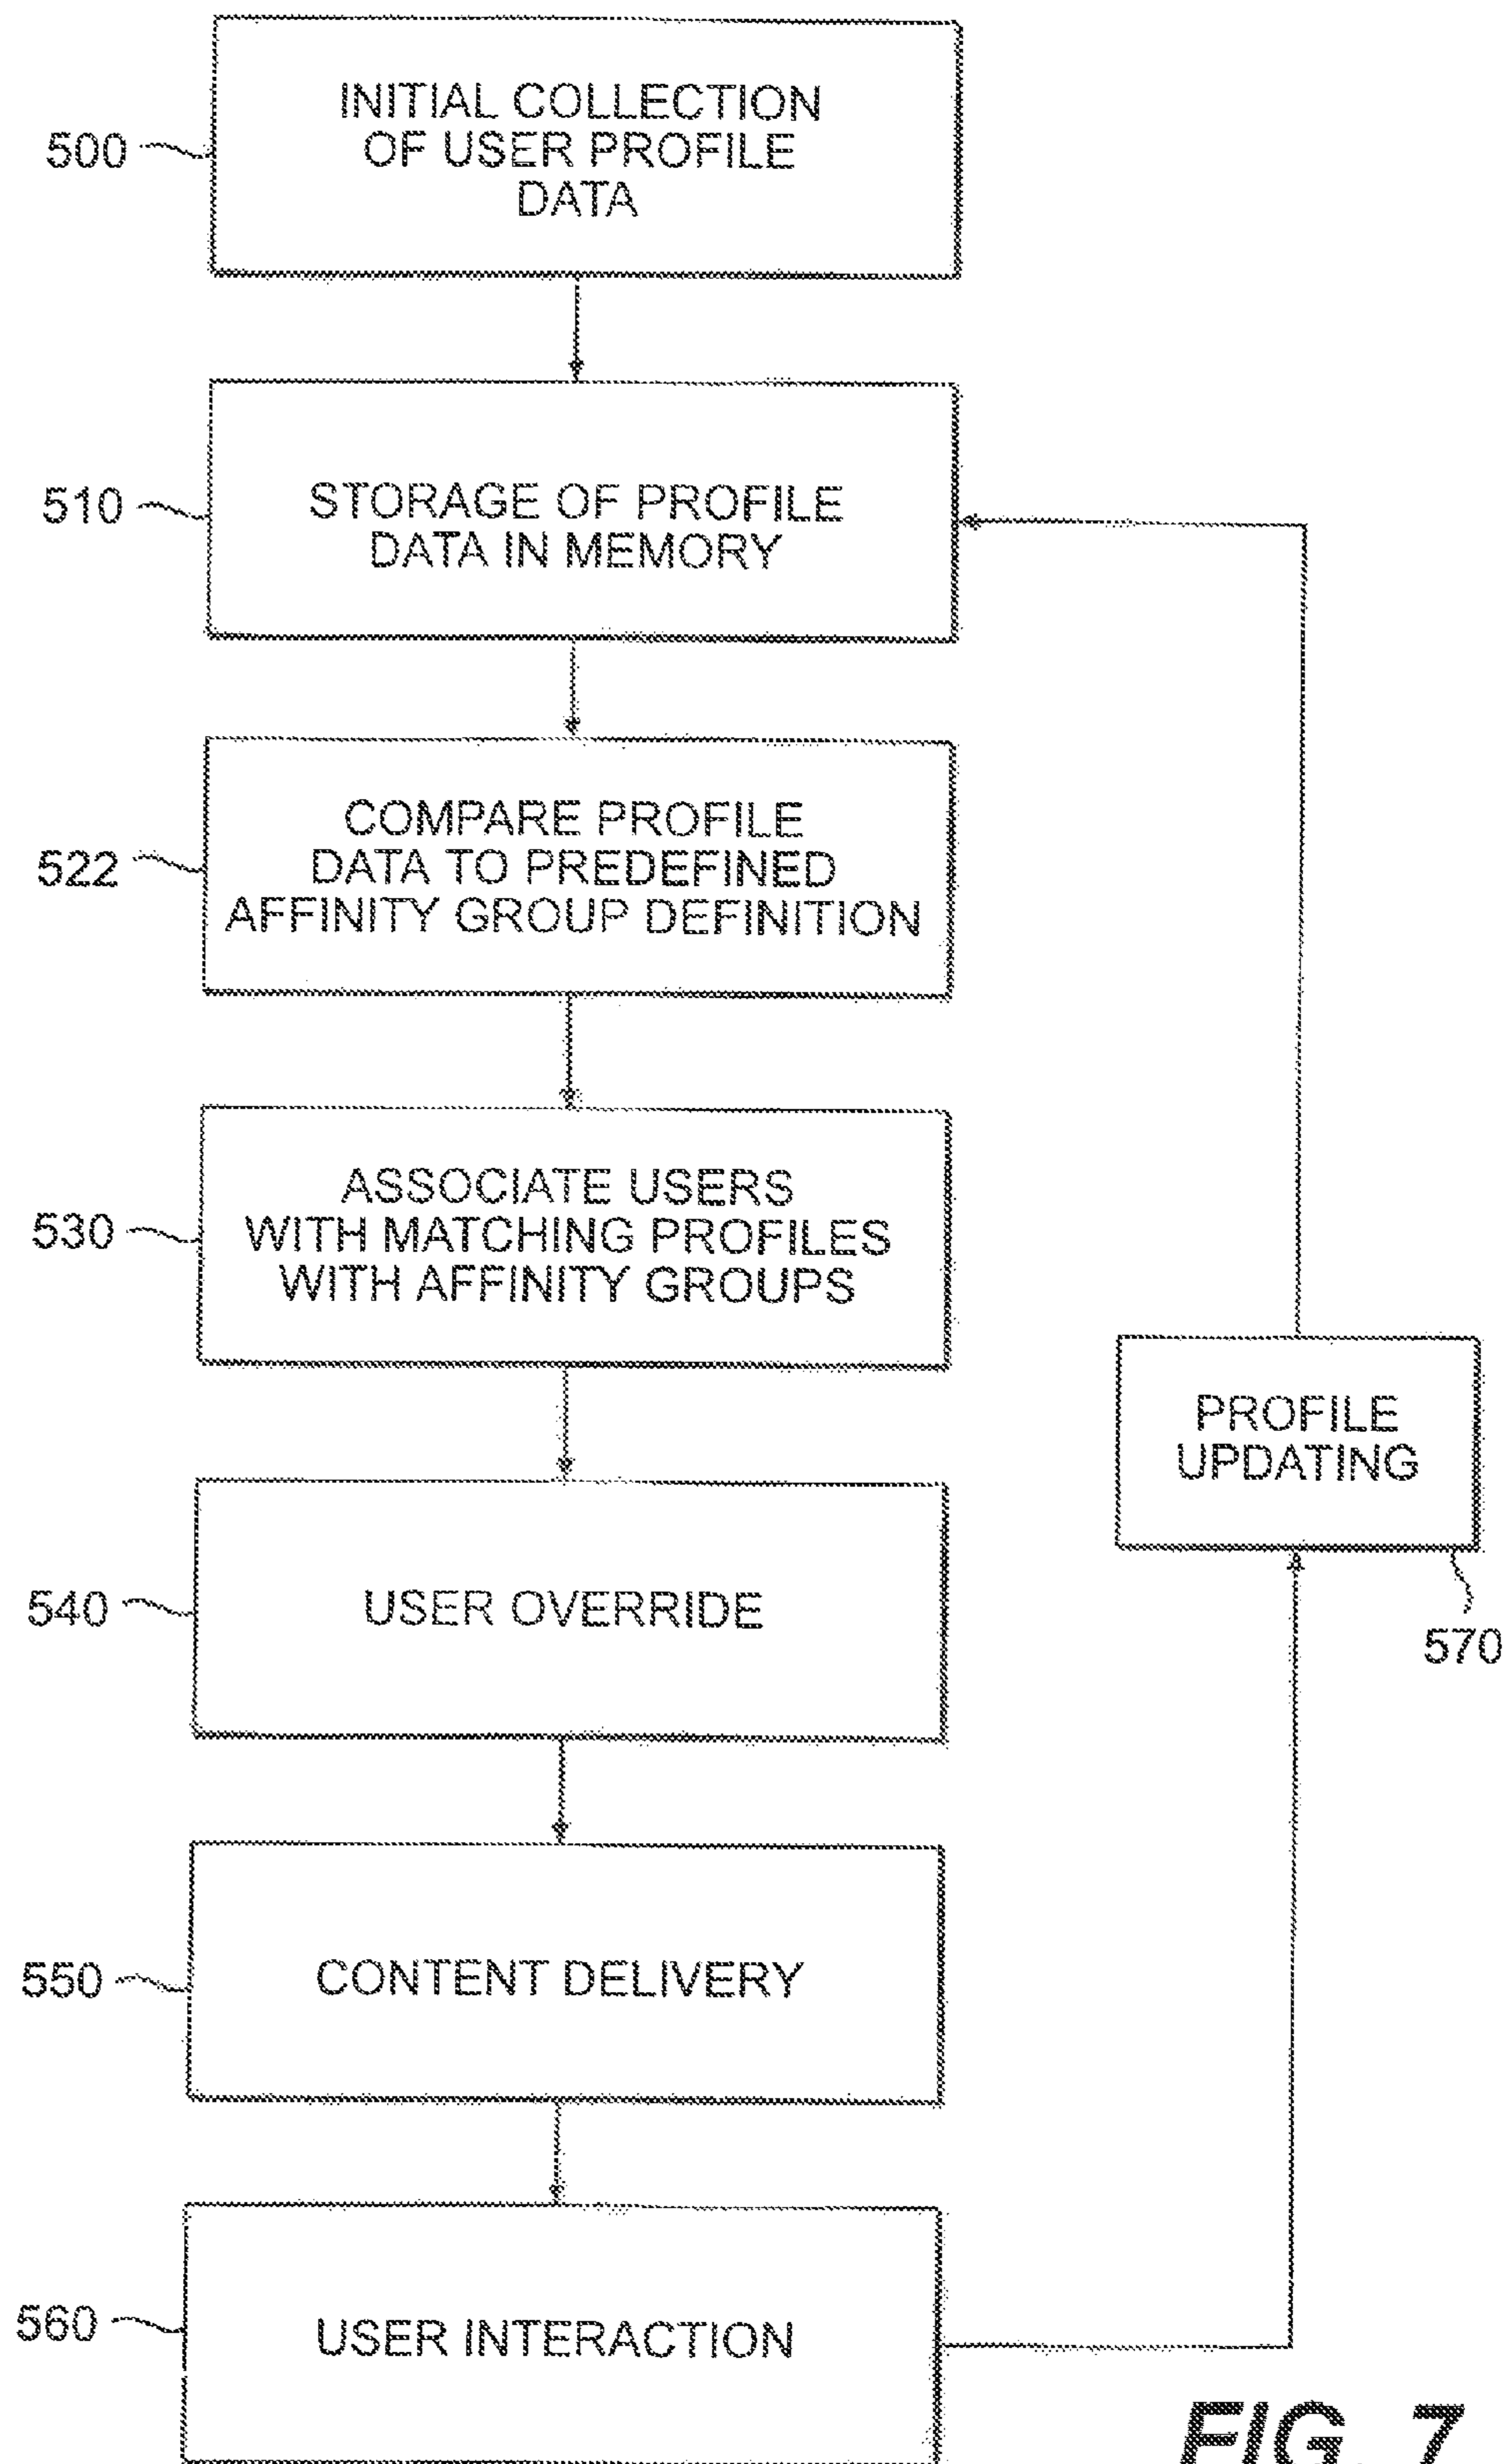 INITIAL COLLECTION
OF USER PROFILE
DATA
500
STORAGE OF PROFILE
DATA IN MEMORY
510
COMPARE PROFILE
DATA TO PREDEFINED
AFFINITY GROUP DEFINITION
522
ASSOCIATE USERS
WITH MATCHING PROFILES
WITH AFFINITY GROUPS
530
PROFILE
UPDATING
570
USER OVERRIDE
540
CONTENT DELIVERY
550
USER INTERACTION
560
FIG. 7